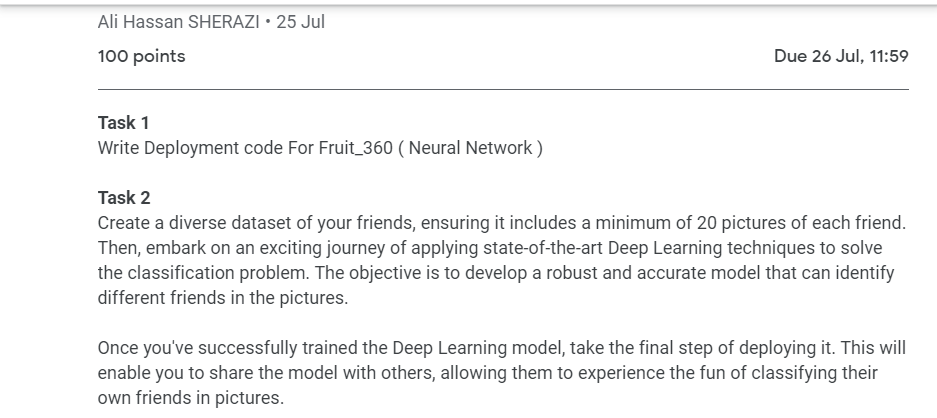 Ali Hassan SHERAZI • 25 Jul
100 points
Due 26 Jul, 11:59
Task 1
Write Deployment code For Fruit_360 ( Neural Network )
Task 2
Create a diverse dataset of your friends, ensuring it includes a minimum of 20 pictures of each friend.
Then, embark on an exciting journey of applying state-of-the-art Deep Learning techniques to solve
the classification problem. The objective is to develop a robust and accurate model that can identify
different friends in the pictures.
Once you've successfully trained the Deep Learning model, take the final step of deploying it. This will
enable you to share the model with others, allowing them to experience the fun of classifying their
own friends in pictures.